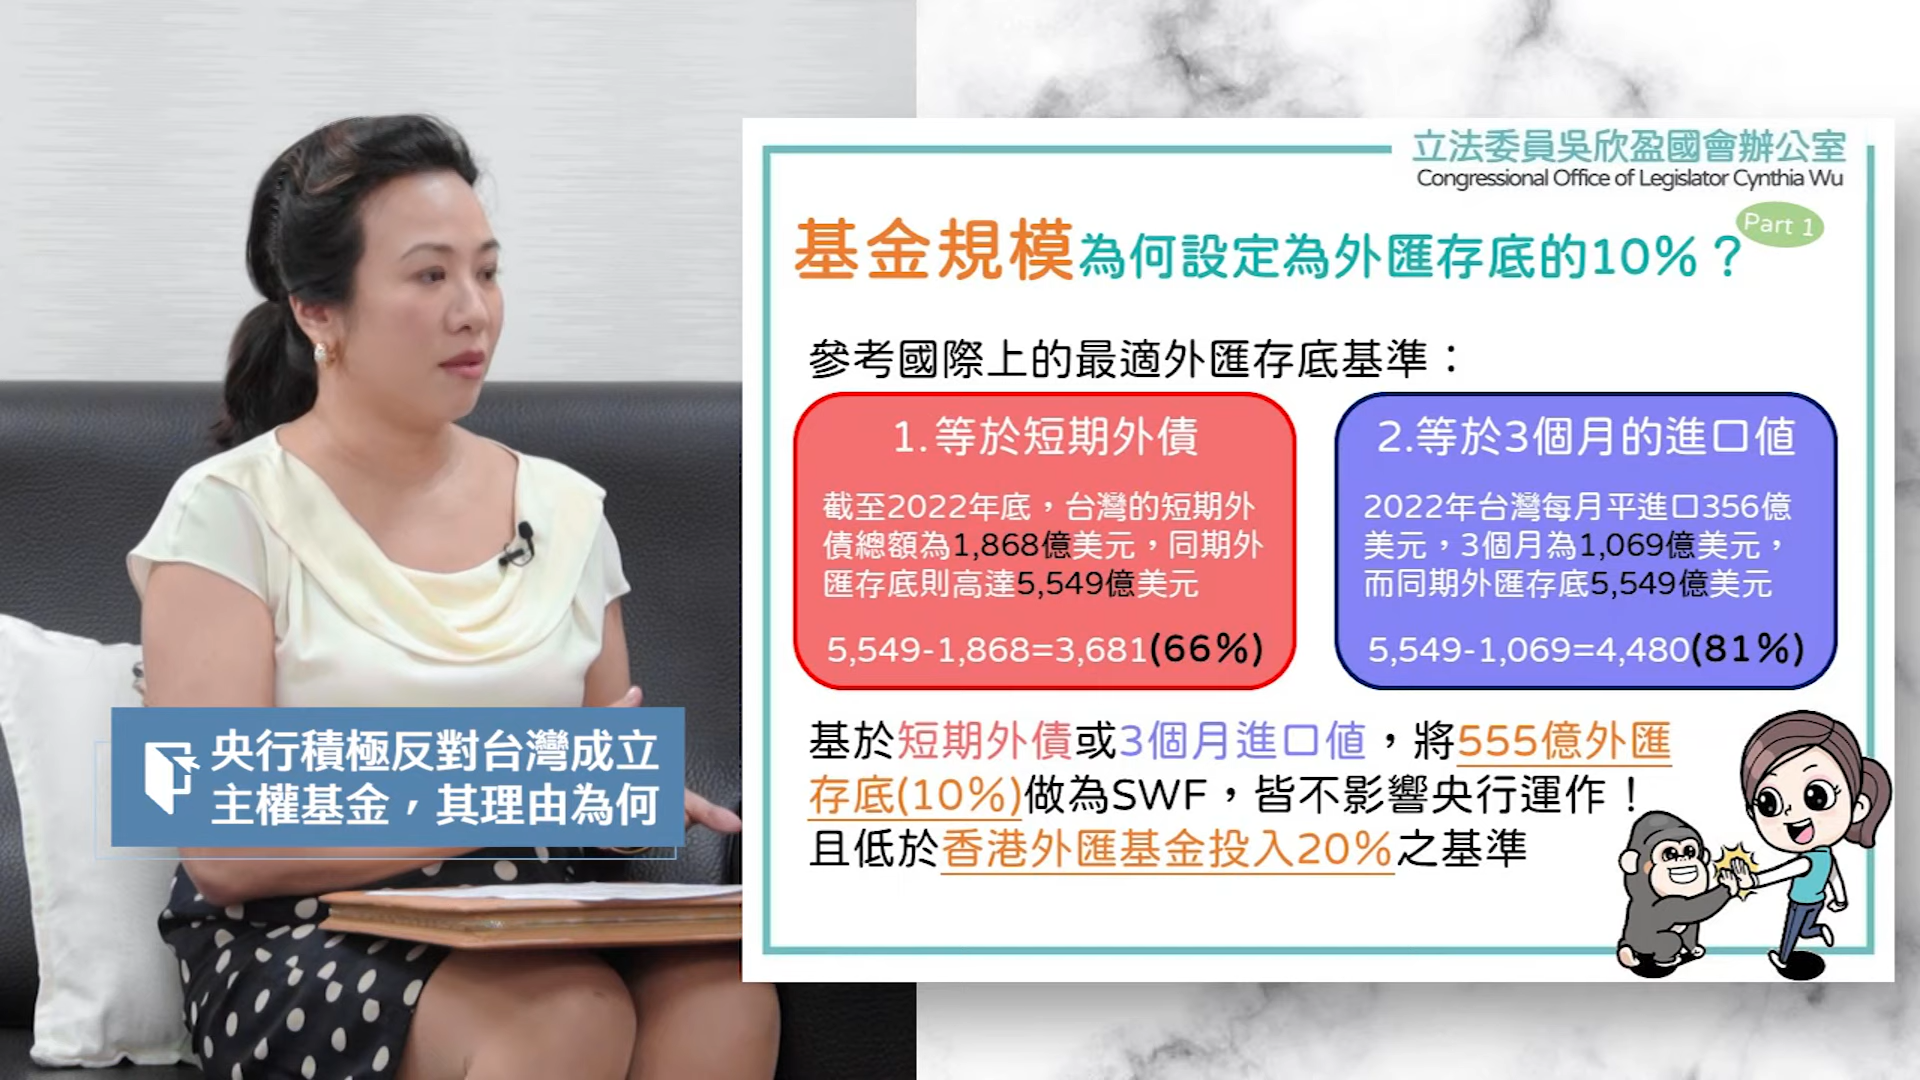 立法委員吳欣盈國會辦公室
Congressional Office of Legislator Cynthia Wu
Part 1
基金規模為何設定為外匯存底的10%？
參考國際上的最適外匯存底基準：
1.等於短期外債
截至2022年底，台灣的短期外
債總額為1,868億美元，同期外
匯存底則高達5,549億美元
5,549-1,868=3,681(66%)
2.等於3個月的進口值
2022年台灣每月平進口356億
美元，3個月為1,069億美元，
而同期外匯存底5,549億美元
5,549-1,069=4,480(81%)
基於短期外債或3個月進口值，將555億外匯
存底(10%)做為SWF，皆不影響央行運作！
且低於香港外匯基金投入20%之基準
央行積極反對台灣成立
主權基金，其理由為何